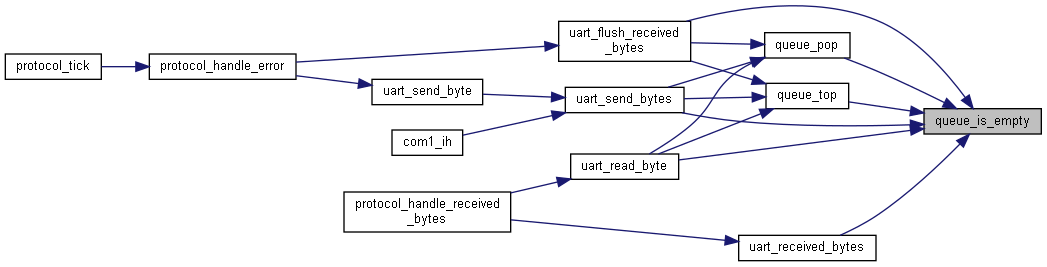 protocol_tick
protocol_handle_error
uart_flush_received
_bytes
uart_send_byte
com1_ih
uart_send_bytes
queue_pop
queue_top
queue_is_empty
uart_read_byte
protocol_handle_received
_bytes
uart_received_bytes